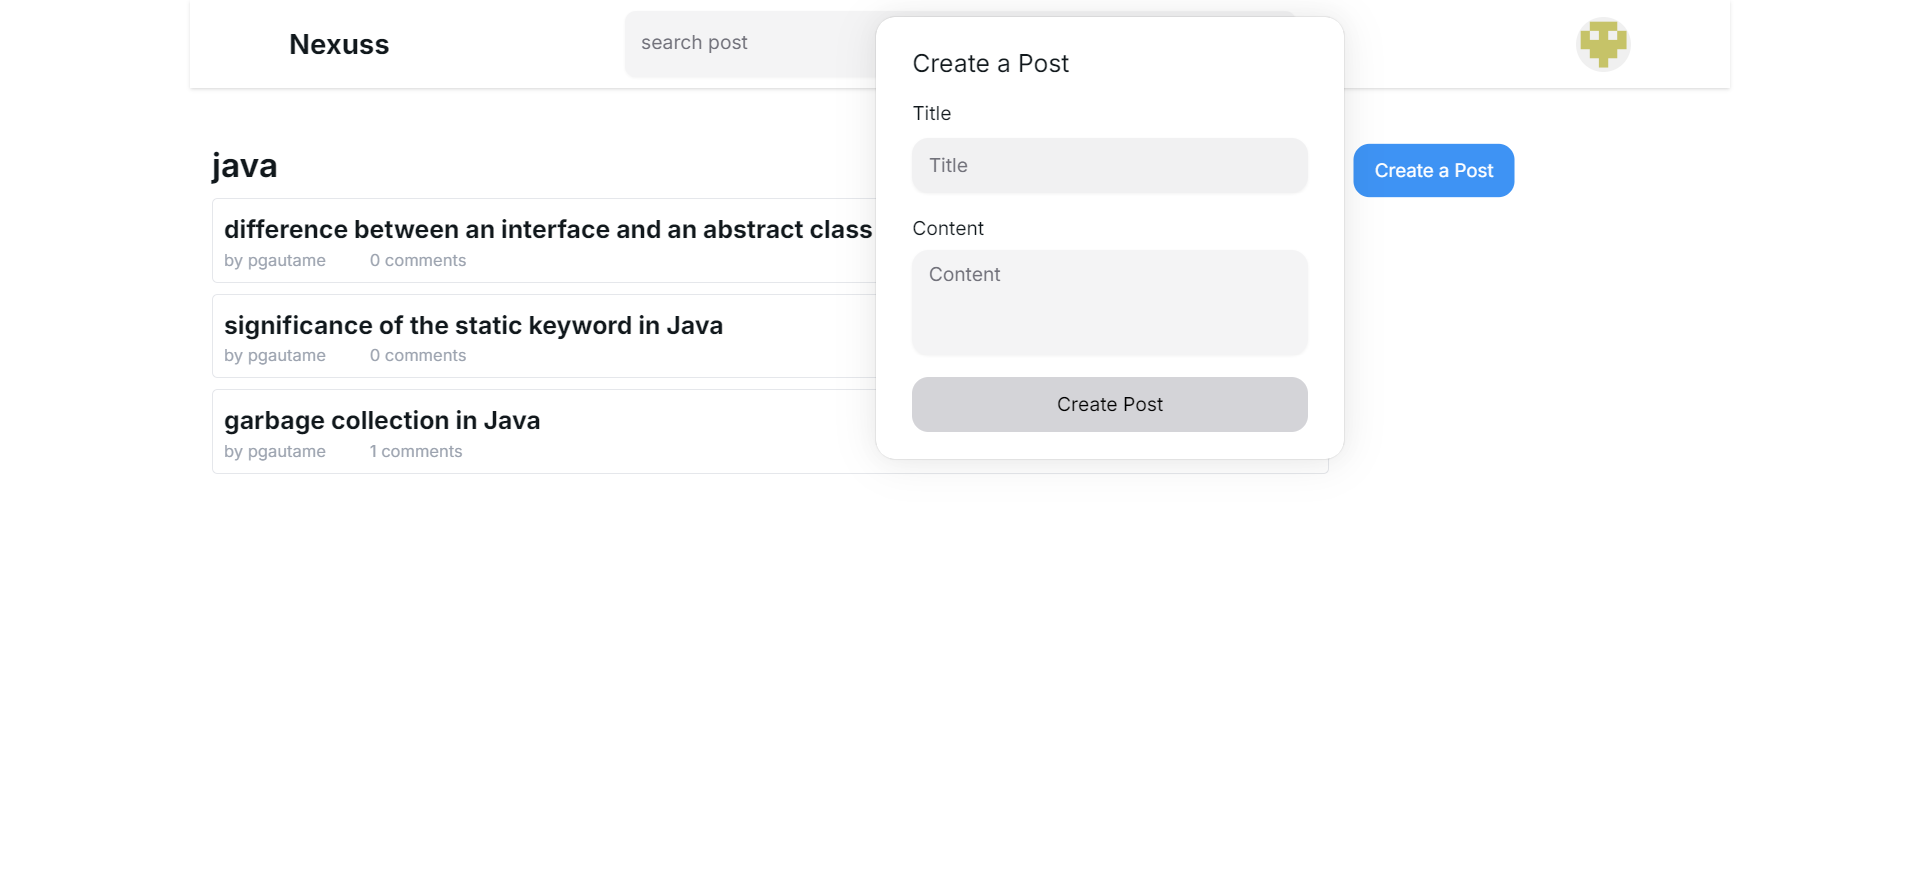 Nexuss
search post
java
difference between an interface and an abstract class
by pgautame 0 comments
significance of the static keyword in Java
by pgautame 0 comments
garbage collection in Java
by pgautame 1 comments
Create a Post
Title
Title
Content
Content
Create Post
Create a Post